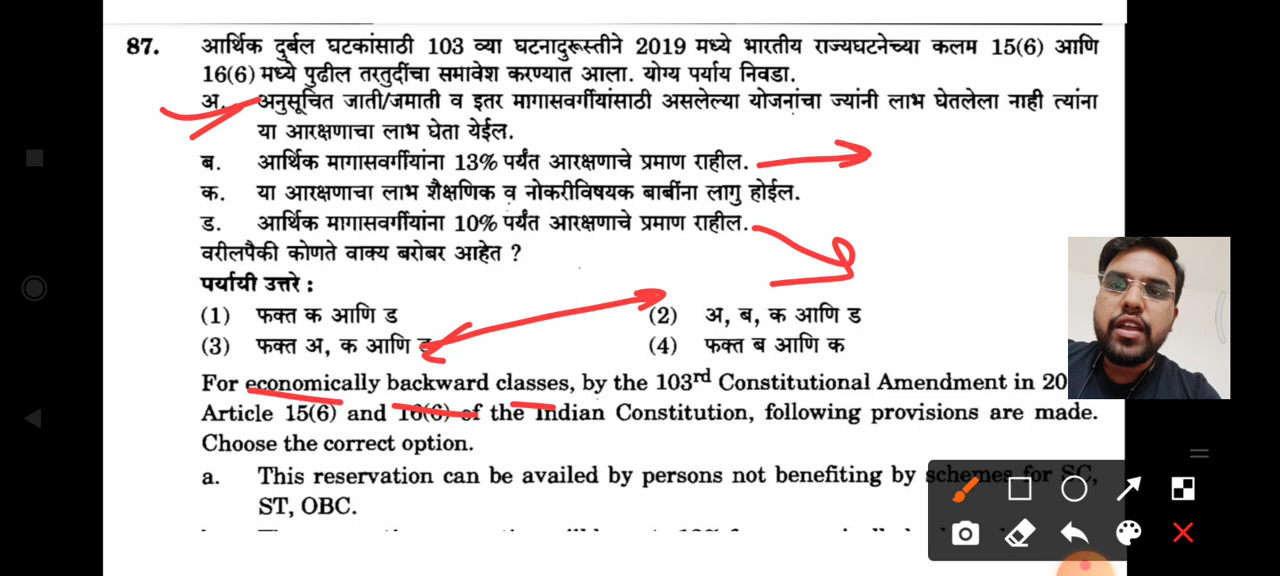 87. आर्थिक दुर्बल घटकांसाठी 103 व्या घटनादुरूस्तीने 2019 मध्ये भारतीय राज्यघटनेच्या कलम 15(6) आणि
16(6) मध्ये पुढील तरतुदींचा समावेश करण्यात आला. योग्य पर्याय निवडा.
अ. अनुसूचित जाती/जमाती व इतर मागासवर्गीयांसाठी असलेल्या योजनांचा ज्यांनी लाभ घेतलेला नाही त्यांना
या आरक्षणाचा लाभ घेता येईल.
ब. आर्थिक मागासवर्गीयांना 13% पर्यंत आरक्षणाचे प्रमाण राहील.
क. या आरक्षणाचा लाभ शैक्षणिक व नोकरीविषयक बाबींना लागु होईल.
ड. आर्थिक मागासवर्गीयांना 10% पर्यंत आरक्षणाचे प्रमाण राहील.
वरीलपैकी कोणते वाक्य बरोबर आहेत ?
पर्यायी उत्तरे :
(1) फक्त क आणि ड (2) अ, ब, क आणि ड
(3) फक्त अ, क आणि (4) फक्त ब आणि क
For economically backward classes, by the 103rd Constitutional Amendment in 20
Article 15(6) and 16(6) of the Indian Constitution, following provisions are made.
Choose the correct option.
a. This reservation can be availed by persons not benefiting by schemes for SC,
ST, OBC.